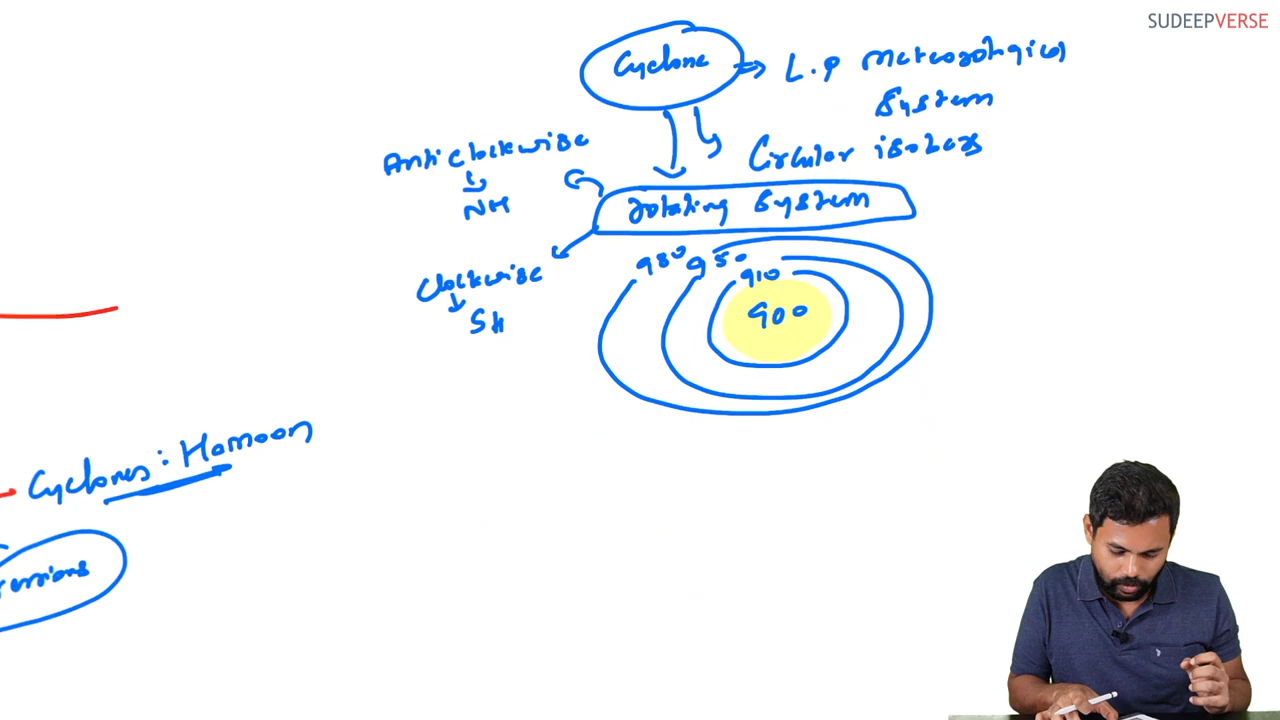 SUDEEPVERSE
Cyclone ⇒ L.P Meteorological
System
Circular isobars
Anticlockwise
NH
rotating system
Clockwise
SH
980 950
910
900
Cyclones : Hamoon